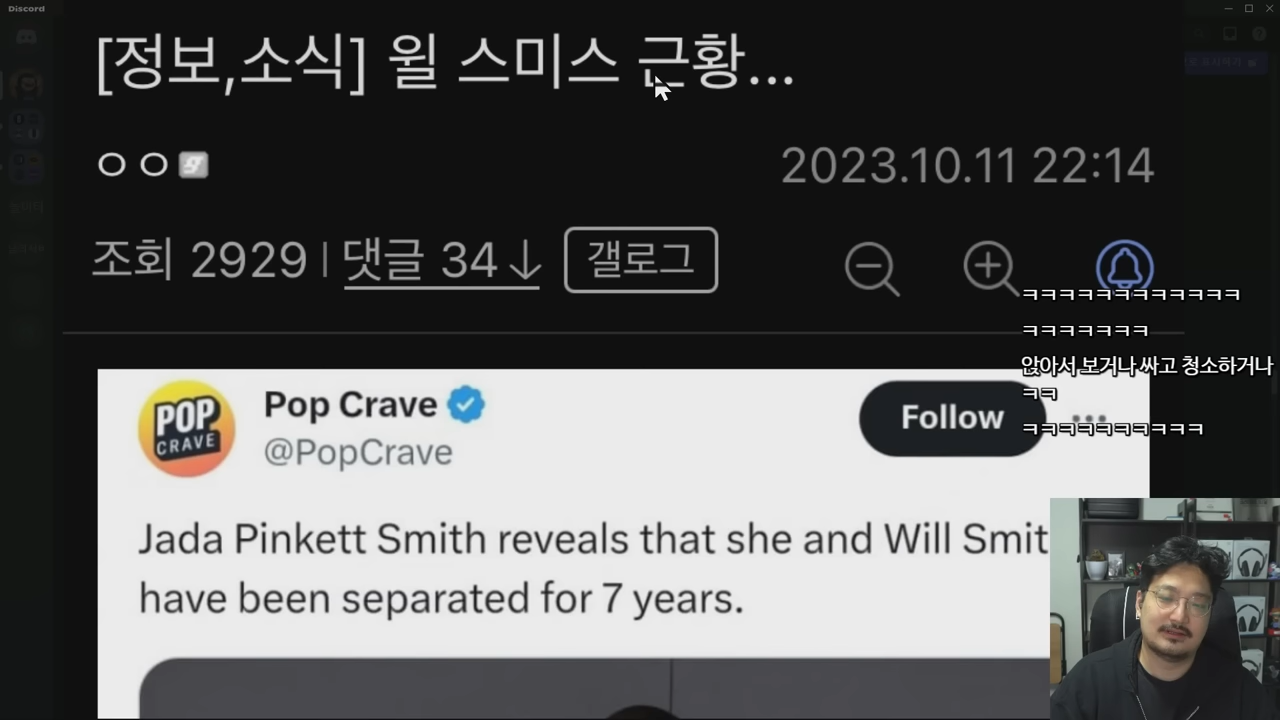 Discord
[정보,소식] 윌 스미스 근황...
ㅇㅇ
2023.10.11 22:14
조회 2929 | 댓글 34↓ 갤로그
ㅋㅋㅋㅋㅋㅋㅋㅋㅋㅋㅋㅋ
ㅋㅋㅋㅋㅋㅋㅋ
앉아서 보거나 싸고 청소하거나
ㅋㅋ
ㅋㅋㅋㅋㅋㅋㅋㅋㅋㅋ
POP
CRAVE
Pop Crave
@PopCrave
Follow
Jada Pinkett Smith reveals that she and Will Smit
have been separated for 7 years.